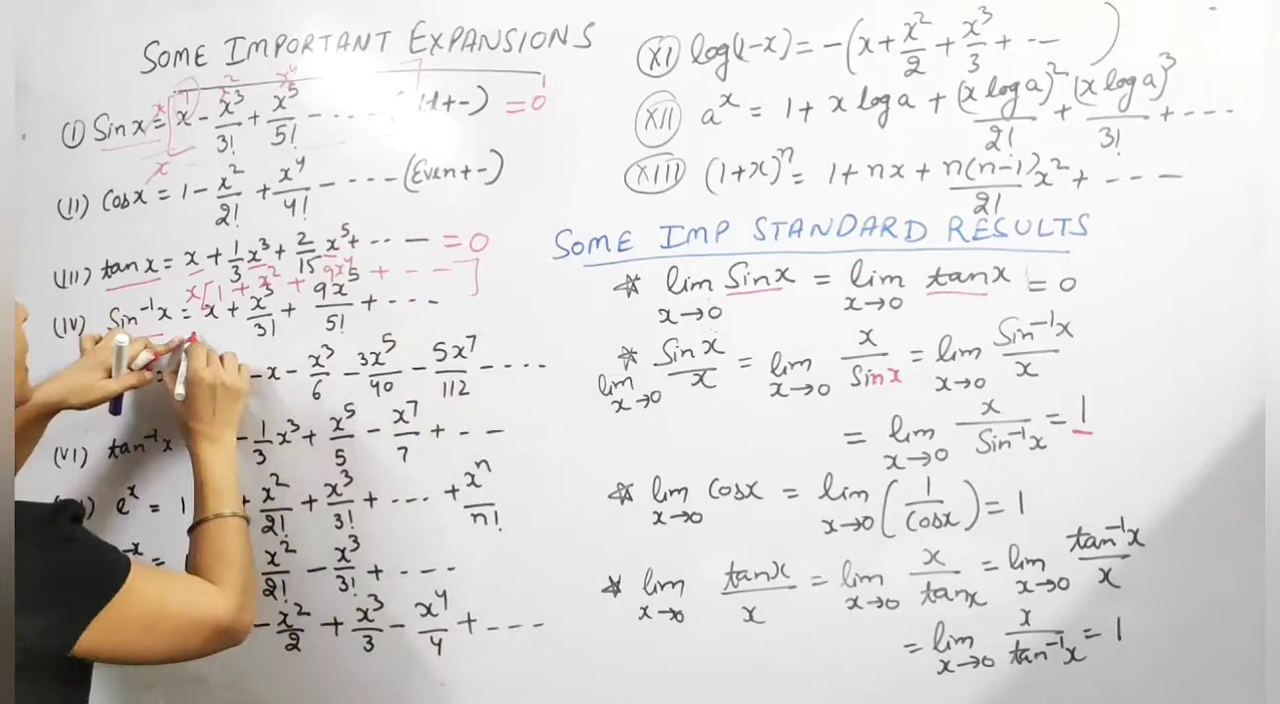 SOME IMPORTANT EXPANSIONS
(I) Sin x = x - x³/3! + x⁵/5! - ---- = 0
(II) Cos x = 1 - x²/2! + x⁴/4! - ---- (Even + -)
(III) tan x = x + 1/3 x³ + 2/15 x⁵ + ---- = 0
x[1 + x² + 9x⁴ + ---]
(IV) Sin⁻¹x = x + x³/3! + 9x⁵/5! + ----
- x - x³/6 - 3x⁵/40 - 5x⁷/112 - ----
(VI) tan⁻¹x - 1/3 x³ + x⁵/5 - x⁷/7 + ---
eˣ = 1 + x²/2! + x³/3! + ---- + xⁿ/n!
x²/2! - x³/3! + ----
- x²/2 + x³/3 - x⁴/4 + ----
(XI) log(1-x) = -(x + x²/2 + x³/3 + ---)
(XII) aˣ = 1 + x log a + (x log a)²/2! + (x log a)³/3! + ----
(XIII) (1+x)ⁿ = 1 + nx + n(n-1)/2! x² + ----
SOME IMP STANDARD RESULTS
* lim x→0 Sin x = lim x→0 tan x = 0
* lim x→0 Sin x/x = lim x→0 x/Sin x = lim x→0 Sin⁻¹x/x
= lim x→0 x/Sin⁻¹x = 1
* lim x→0 Cos x = lim x→0 (1/Cos x) = 1
* lim x→0 tan x/x = lim x→0 x/tan x = lim x→0 tan⁻¹x/x
= lim x→0 x/tan⁻¹x = 1